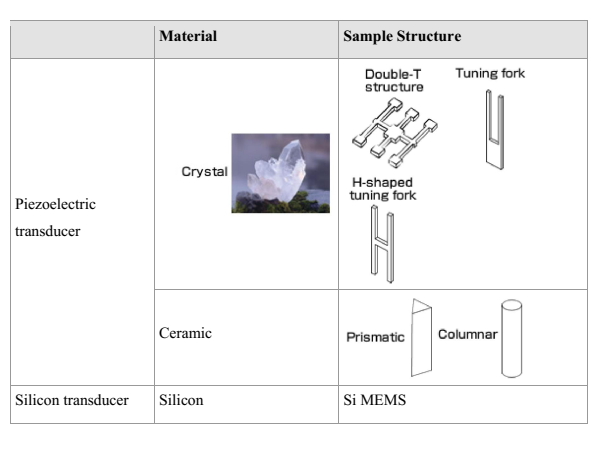 Material
Sample Structure
Piezoelectric
transducer
Crystal
Double-T
structure
Tuning fork
H-shaped
tuning fork
Ceramic
Prismatic
Columnar
Silicon transducer
Silicon
Si MEMS